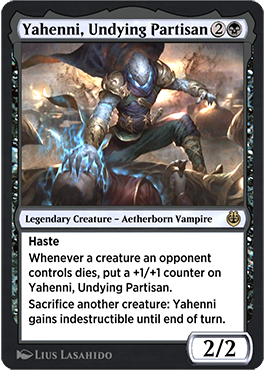 Yahenni, Undying Partisan 2
Legendary Creature – Aetherborn Vampire
Haste
Whenever a creature an opponent
controls dies, put a +1/+1 counter on
Yahenni, Undying Partisan.
Sacrifice another creature: Yahenni
gains indestructible until end of turn.
2/2
Lius Lasahido